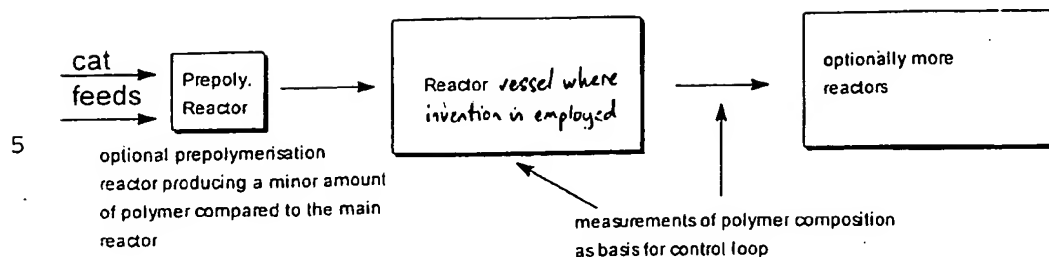 cat
feeds
Prepoly.
Reactor
Reactor vessel where
invention is employed
optionally more
reactors
5
optional prepolymerisation
reactor producing a minor amount
of polymer compared to the main
reactor
measurements of polymer composition
as basis for control loop